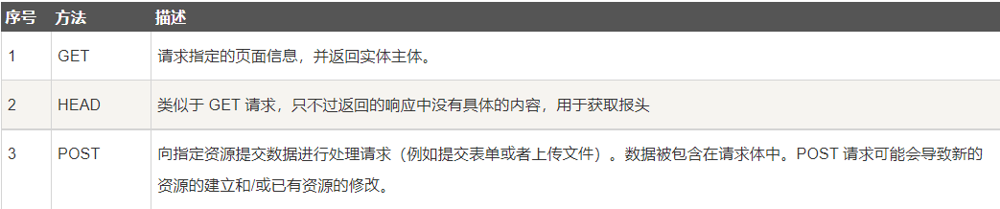 序号 方法 描述
1 GET 请求指定的页面信息，并返回实体主体。
2 HEAD 类似于 GET 请求，只不过返回的响应中没有具体的内容，用于获取报头
3 POST 向指定资源提交数据进行处理请求（例如提交表单或者上传文件）。数据被包含在请求体中。POST 请求可能会导致新的
资源的建立和/或已有资源的修改。